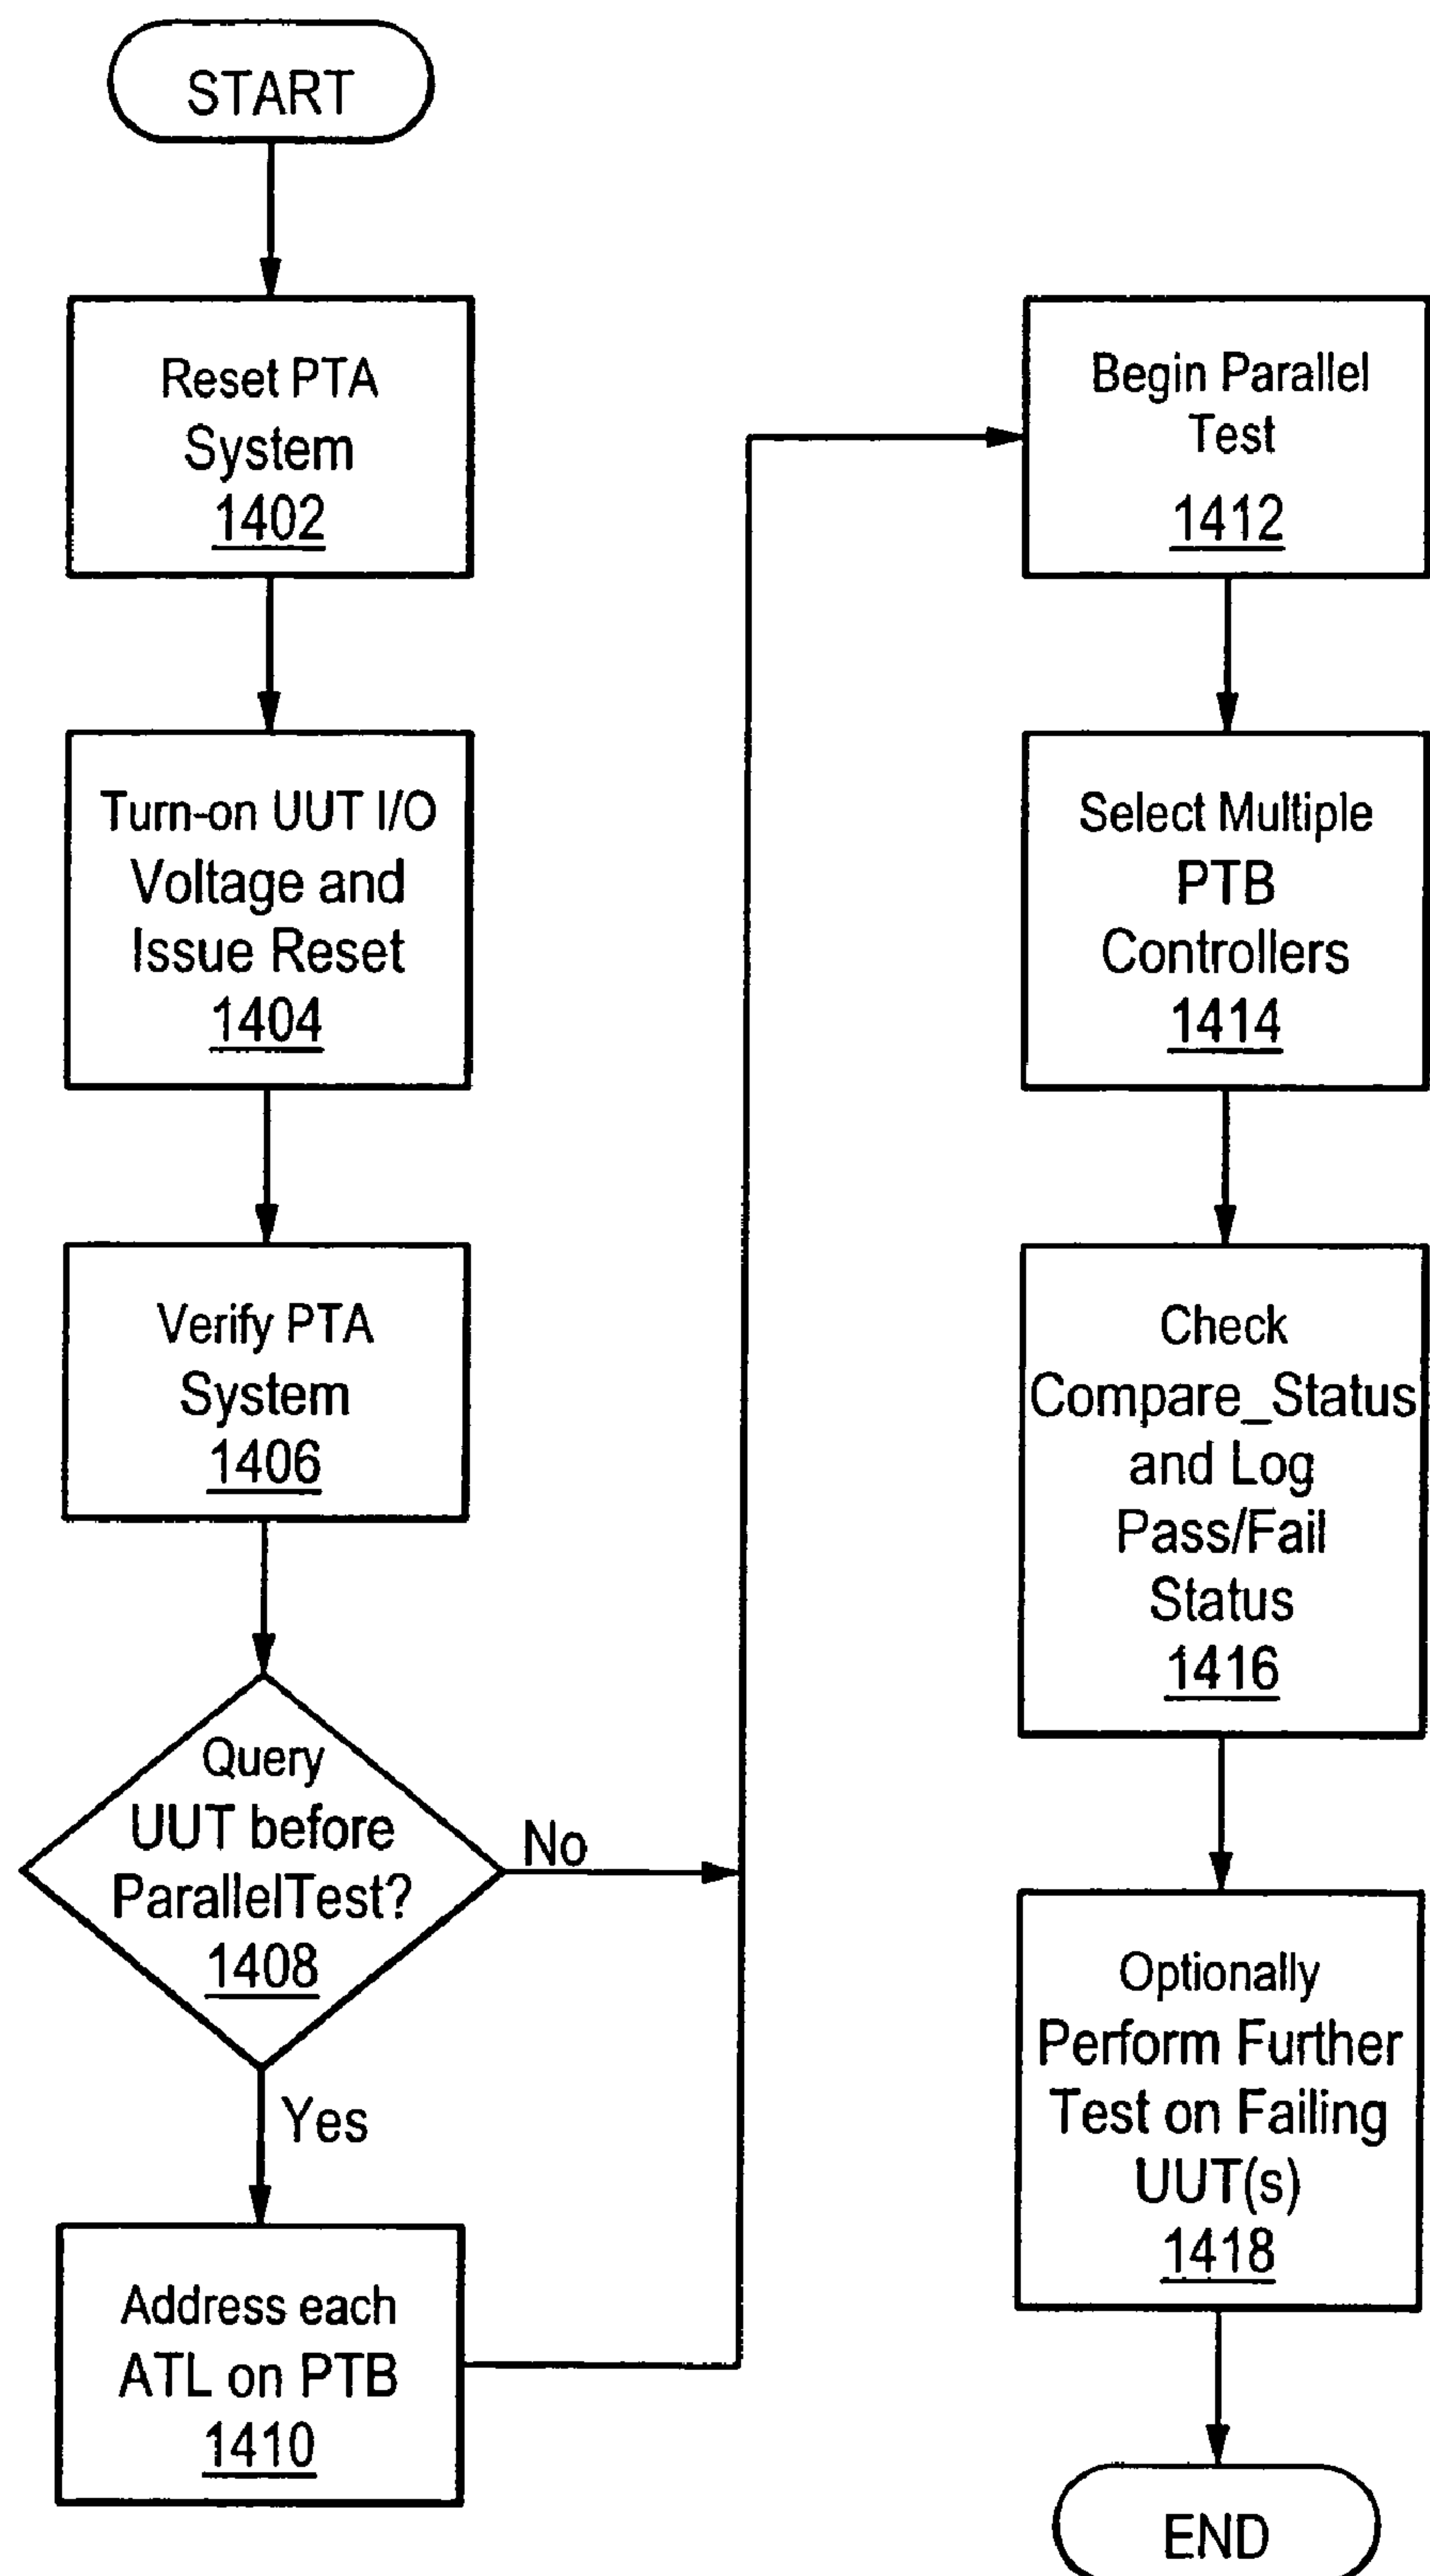 START
Reset PTA
System
1402
Turn-on UUT I/O
Voltage and
Issue Reset
1404
Verify PTA
System
1406
Query
UUT before
ParallelTest?
1408
No
Yes
Address each
ATL on PTB
1410
Begin Parallel
Test
1412
Select Multiple
PTB
Controllers
1414
Check
Compare_Status
and Log
Pass/Fail
Status
1416
Optionally
Perform Further
Test on Failing
UUT(s)
1418
END